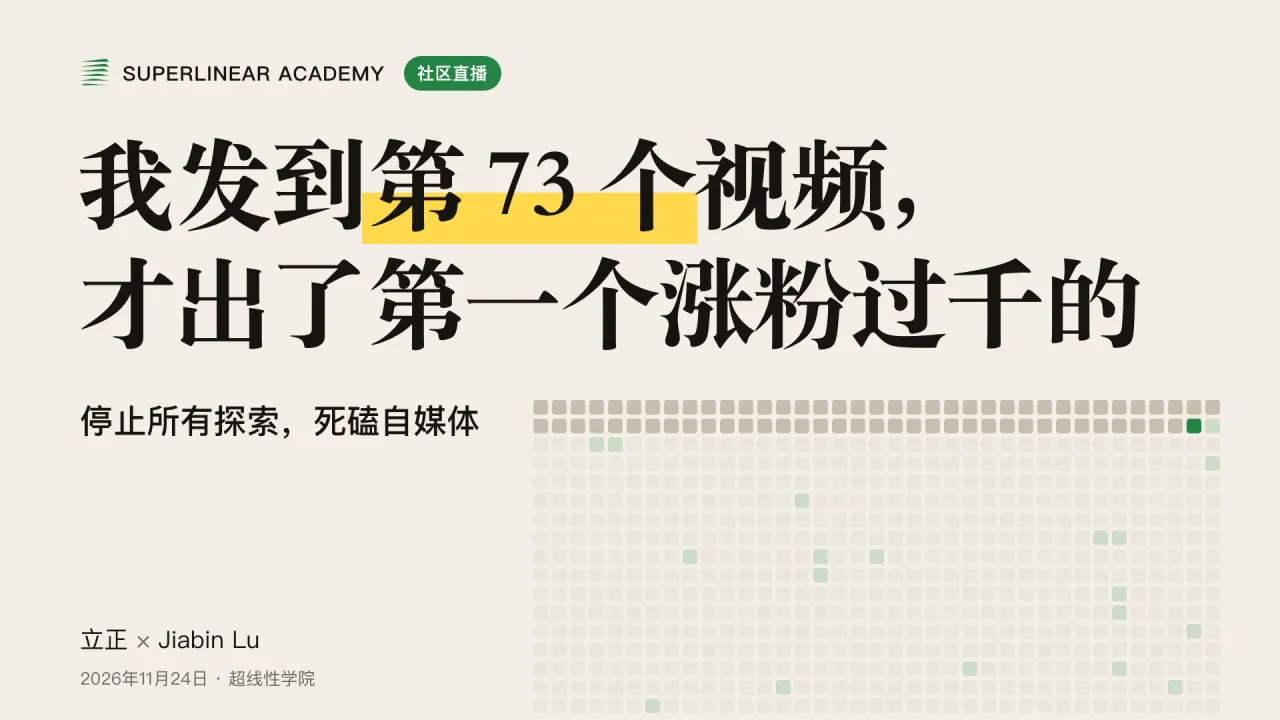 SUPERLINEAR ACADEMY 社区直播
我发到第 73 个视频，
才出了第一个涨粉过千的
停止所有探索，死磕自媒体
立正 × Jiabin Lu
2026年11月24日 · 超线性学院